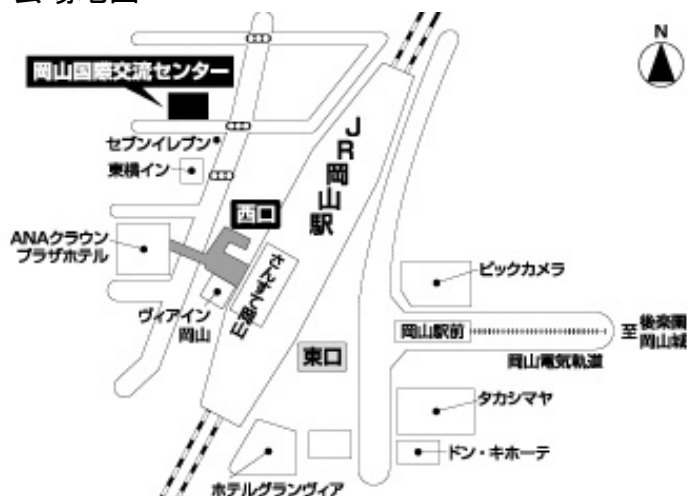 N
岡山国際交流センター
セブンイレブン
東横イン
JR岡山駅
西口
ANAクラウン
プラザホテル
さんすて岡山
ヴィアイン
岡山
ビックカメラ
岡山駅前
至
後楽園
岡山城
岡山電気軌道
東口
タカシマヤ
ドン・キホーテ
ホテルグランヴィア